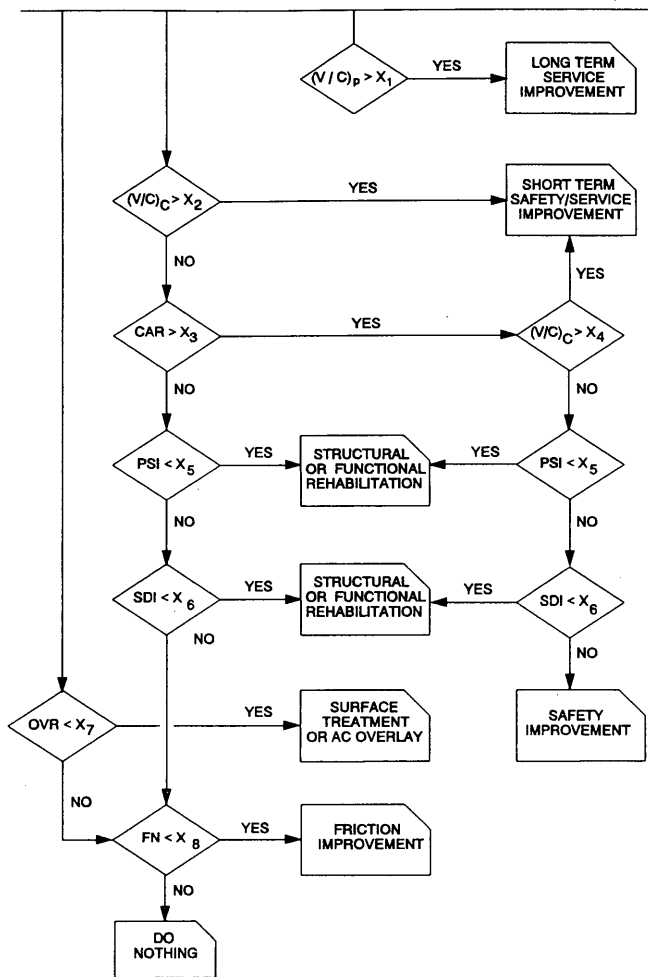 (V / C)P > X1
YES
LONG TERM
SERVICE
IMPROVEMENT
(V/C)C > X2
YES
SHORT TERM
SAFETY/SERVICE
IMPROVEMENT
NO
YES
CAR > X3
YES
(V/C)C > X4
NO
NO
PSI < X5
YES
STRUCTURAL
OR FUNCTIONAL
REHABILITATION
YES
PSI < X5
NO
NO
SDI < X6
YES
STRUCTURAL
OR FUNCTIONAL
REHABILITATION
YES
SDI < X6
NO
NO
OVR < X7
YES
SURFACE
TREATMENT
OR AC OVERLAY
SAFETY
IMPROVEMENT
NO
FN < X8
YES
FRICTION
IMPROVEMENT
NO
DO
NOTHING